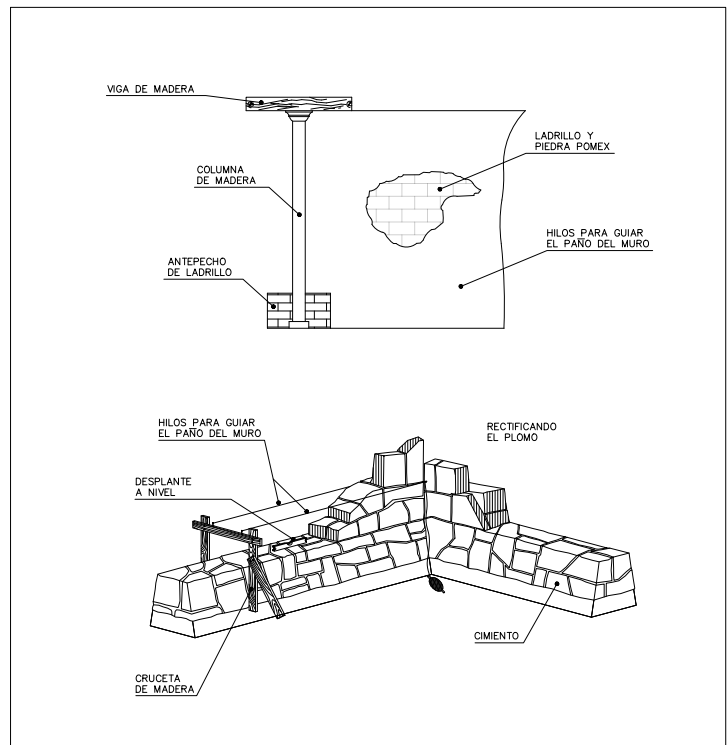 VIGA DE MADERA
LADRILLO Y
PIEDRA POMEX
COLUMNA
DE MADERA
HILOS PARA GUIAR
EL PAÑO DEL MURO
ANTEPECHO
DE LADRILLO
HILOS PARA GUIAR
EL PAÑO DEL MURO
RECTIFICANDO
EL PLOMO
DESPLANTE
A NIVEL
CIMIENTO
CRUCETA
DE MADERA